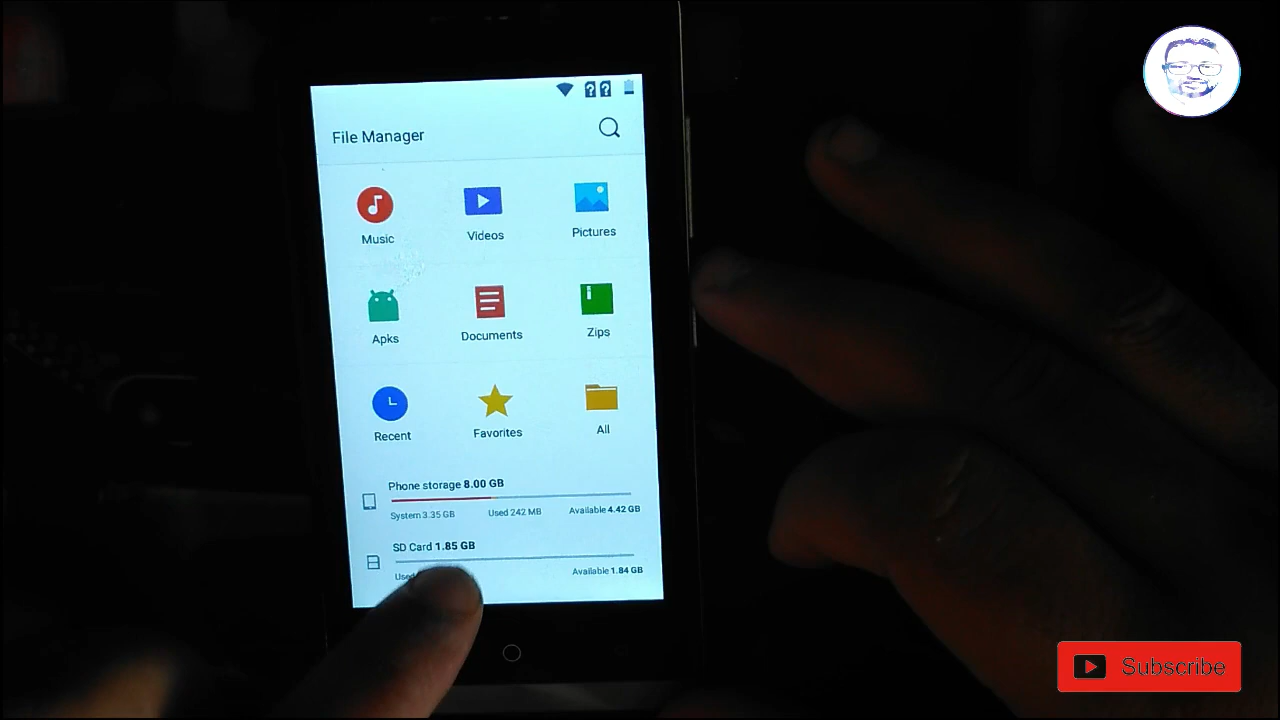 File Manager
Music
Videos
Pictures
Apks
Documents
Zips
Recent
Favorites
All
Phone storage 8.00 GB
System 3.35 GB Used 242 MB Available 4.42 GB
SD Card 1.85 GB
Available 1.84 GB
Subscribe